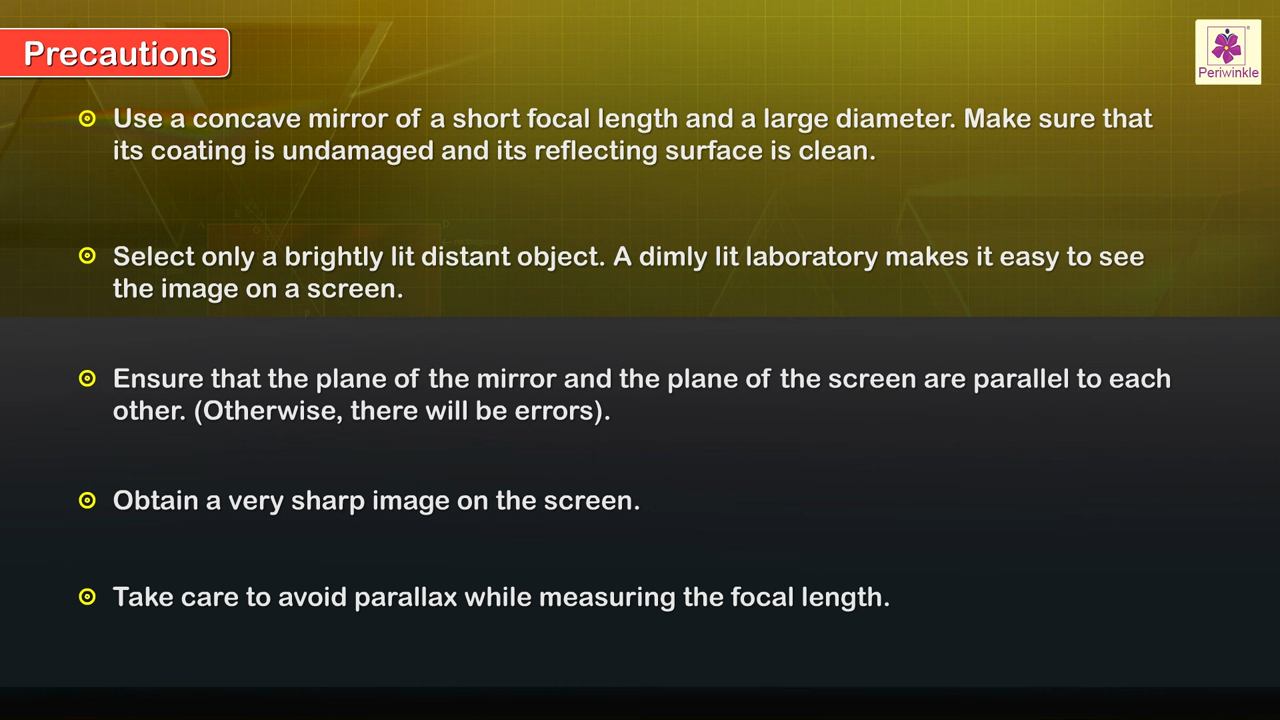 Precautions
Periwinkle
Use a concave mirror of a short focal length and a large diameter. Make sure that
its coating is undamaged and its reflecting surface is clean.
Select only a brightly lit distant object. A dimly lit laboratory makes it easy to see
the image on a screen.
Ensure that the plane of the mirror and the plane of the screen are parallel to each
other. (Otherwise, there will be errors).
Obtain a very sharp image on the screen.
Take care to avoid parallax while measuring the focal length.